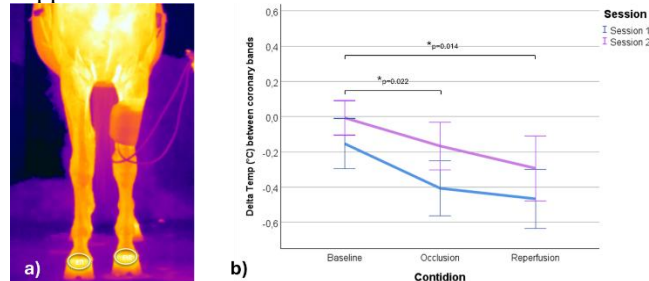 a)
b)
Delta Temp (°C) between coronary bands
0,6
0,4
0,2
0,0
-0,2
-0,4
-0,6
*p=0.014
*p=0.022
Baseline
Occlusion
Reperfusion
Contidion
Session
Session 1
Session 2